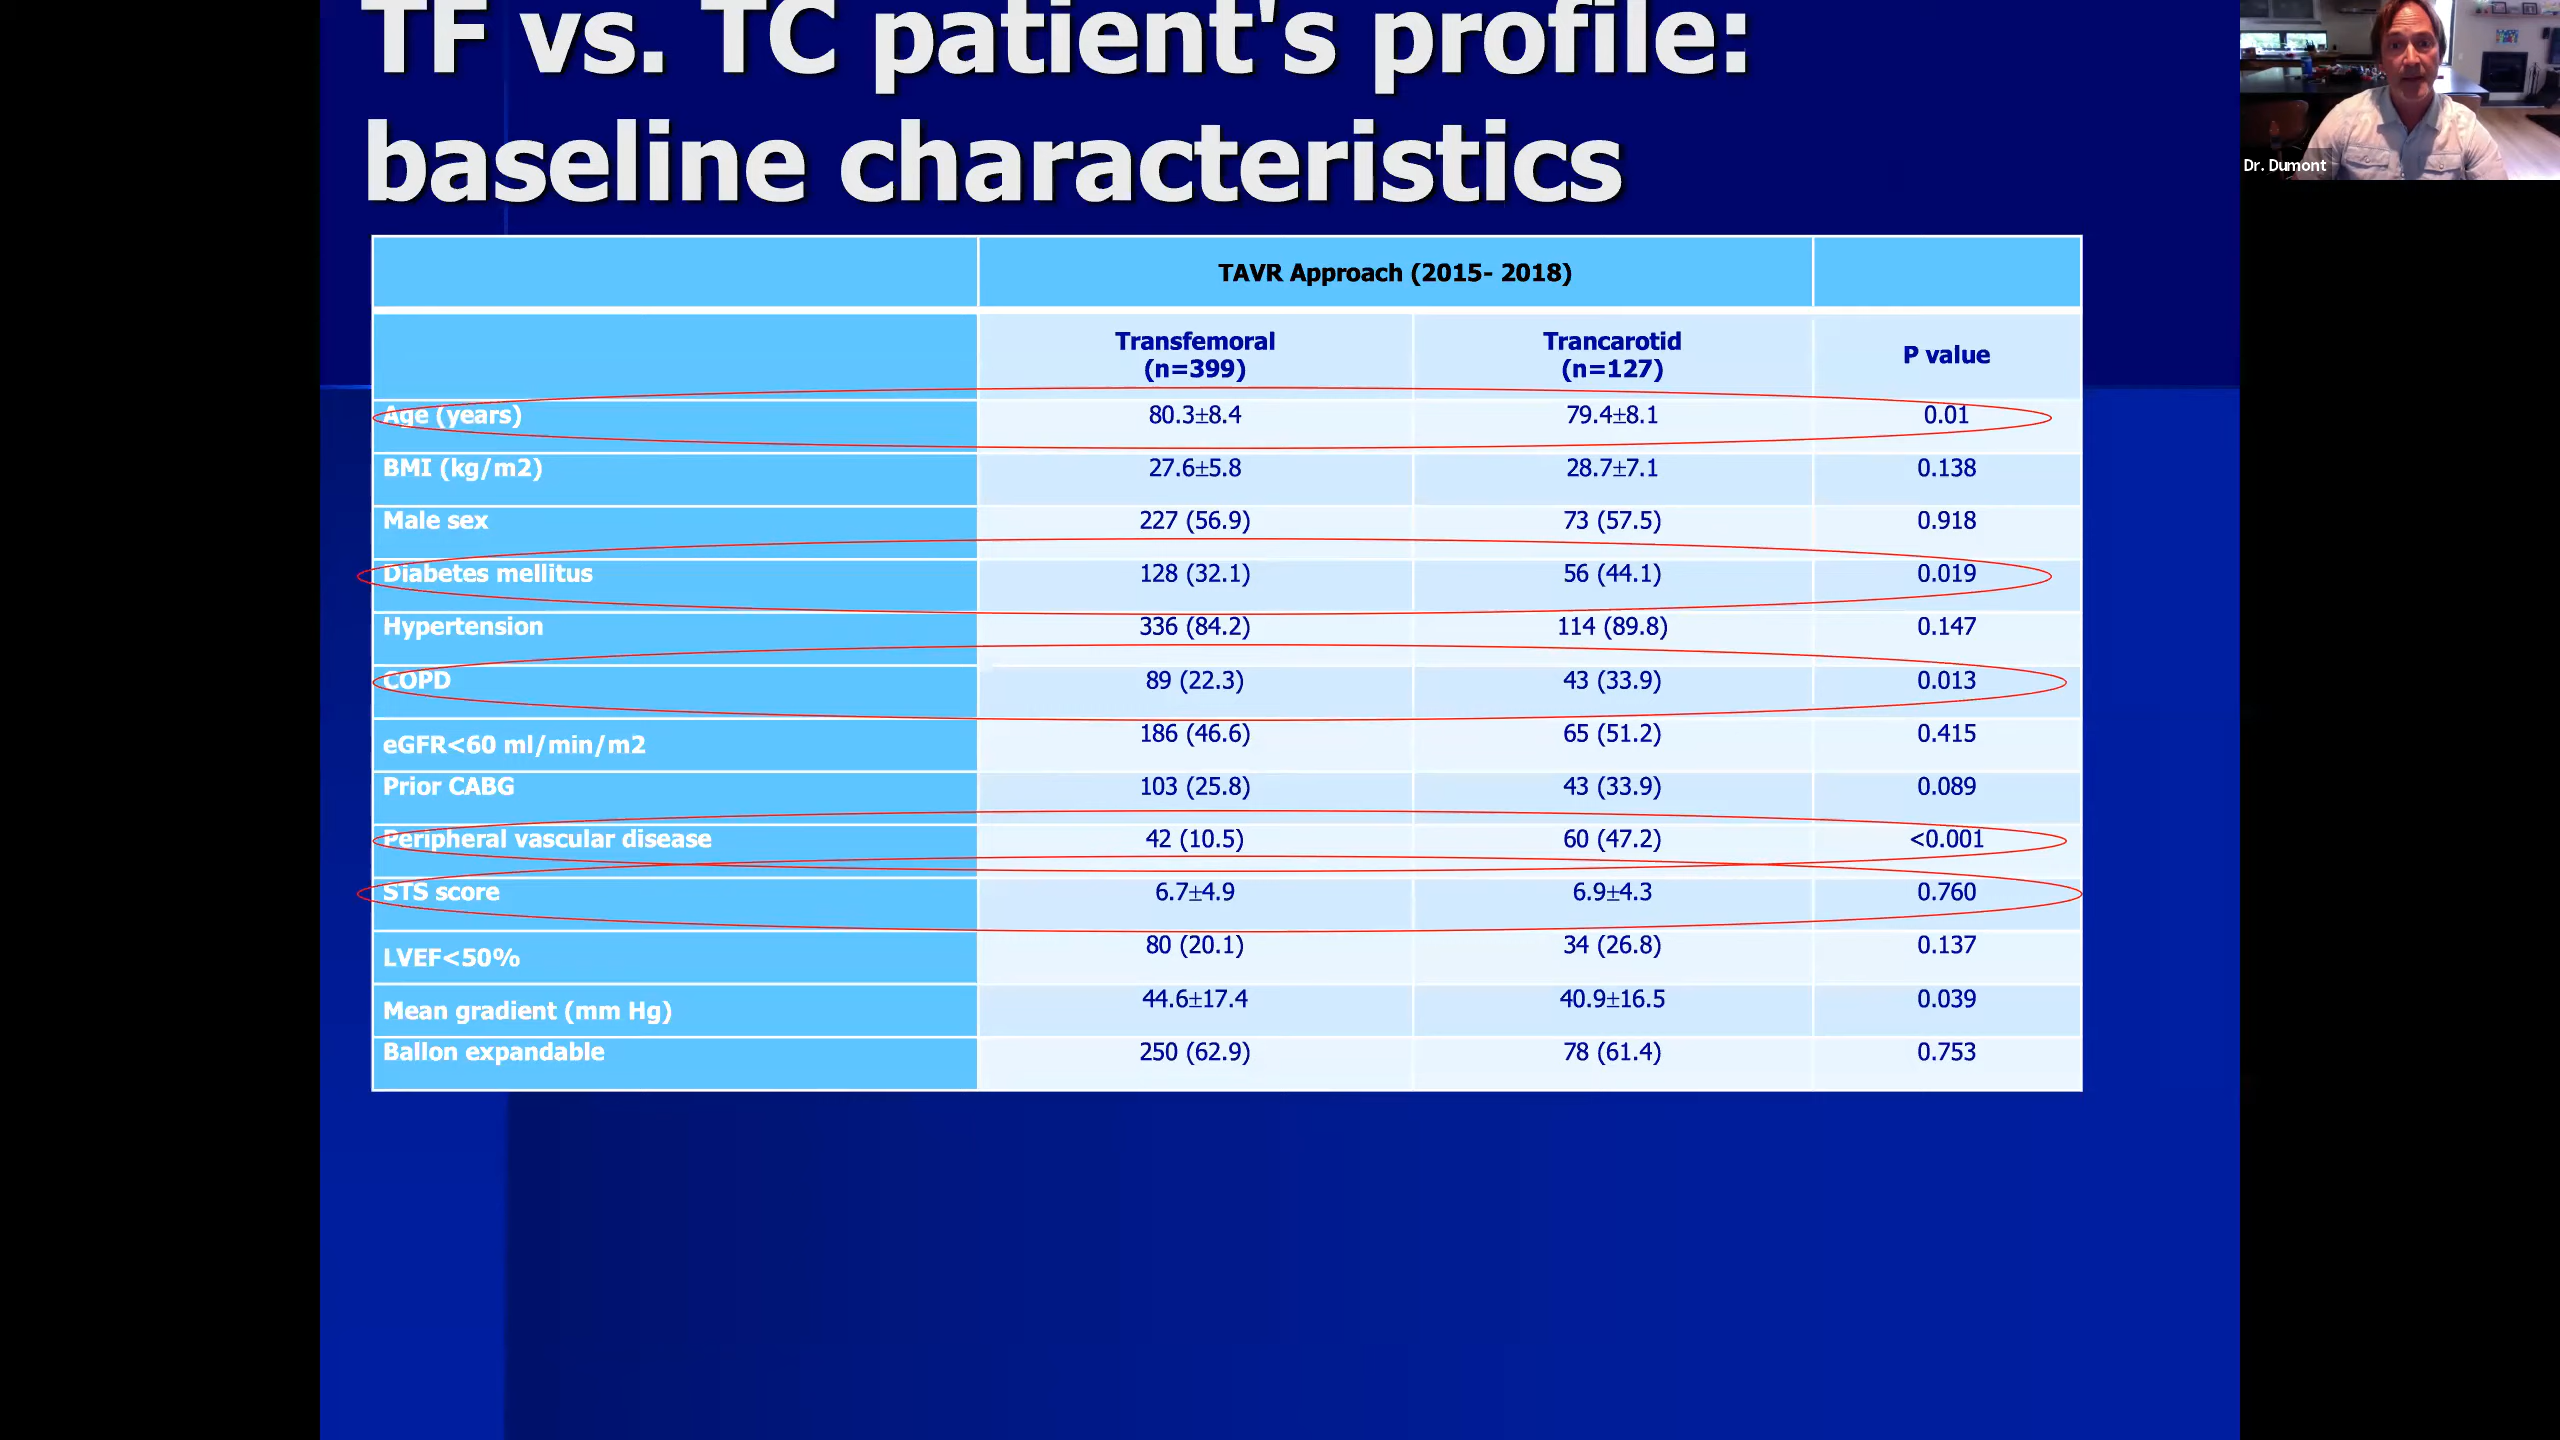 TF vs. TC patient's profile:
baseline characteristics
Dr. Dumont
TAVR Approach (2015- 2018)
Transfemoral (n=399) Trancarotid (n=127) P value
Age (years) 80.3±8.4 79.4±8.1 0.01
BMI (kg/m2) 27.6±5.8 28.7±7.1 0.138
Male sex 227 (56.9) 73 (57.5) 0.918
Diabetes mellitus 128 (32.1) 56 (44.1) 0.019
Hypertension 336 (84.2) 114 (89.8) 0.147
COPD 89 (22.3) 43 (33.9) 0.013
eGFR<60 ml/min/m2 186 (46.6) 65 (51.2) 0.415
Prior CABG 103 (25.8) 43 (33.9) 0.089
Peripheral vascular disease 42 (10.5) 60 (47.2) <0.001
STS score 6.7±4.9 6.9±4.3 0.760
LVEF<50% 80 (20.1) 34 (26.8) 0.137
Mean gradient (mm Hg) 44.6±17.4 40.9±16.5 0.039
Ballon expandable 250 (62.9) 78 (61.4) 0.753